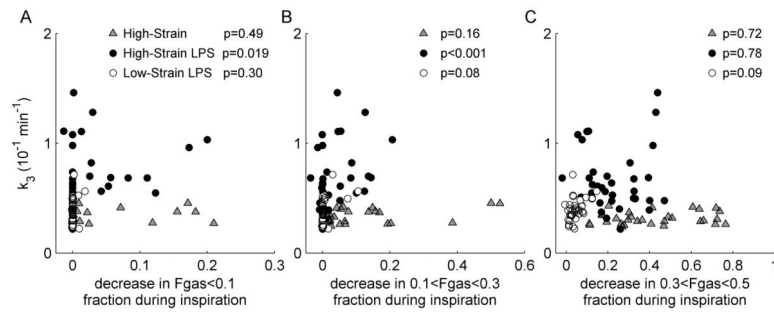 A
High-Strain p=0.49
High-Strain LPS p=0.019
Low-Strain LPS p=0.30
k3 (10-1 min-1)
2
1
0
0
0.1
0.2
0.3
decrease in Fgas<0.1
fraction during inspiration
B
p=0.16
p<0.001
p=0.08
2
1
0
0
0.2
0.4
0.6
decrease in 0.1<Fgas<0.3
fraction during inspiration
C
p=0.72
p=0.78
p=0.09
2
1
0
0
0.2
0.4
0.6
0.8
1
decrease in 0.3<Fgas<0.5
fraction during inspiration